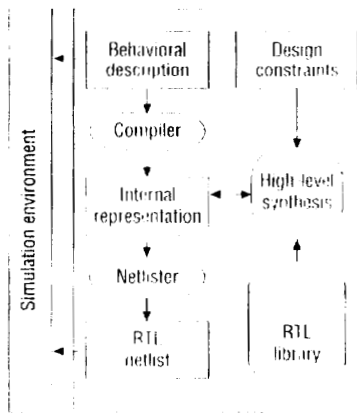 Behavioral
description
Design
constraints
Compiler
Internal
representation
High-level
synthesis
Netlister
RTL
netlist
RTL
library
Simulation environment